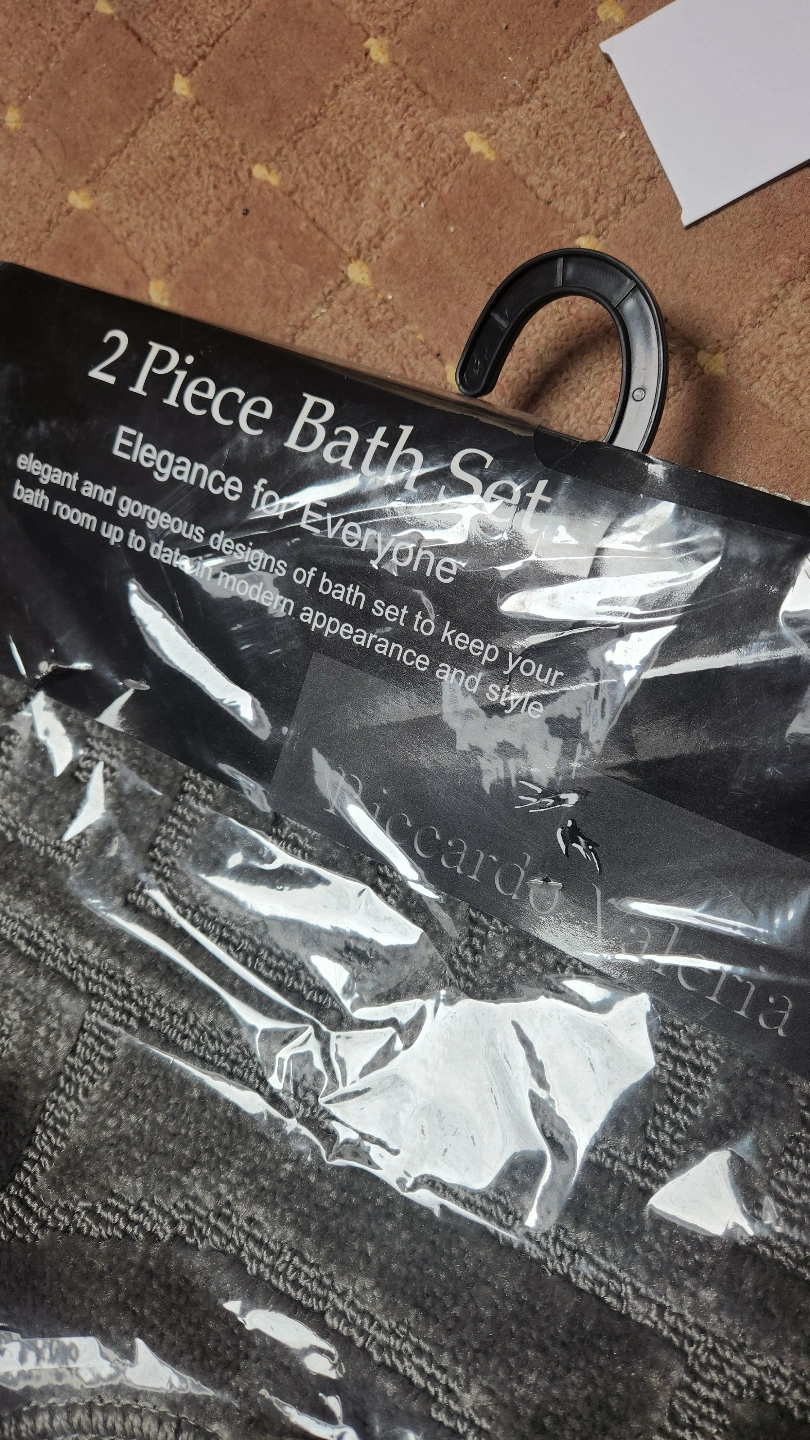 2 Piece Bath Set
Elegance for Everyone
elegant and gorgeous designs of bath set to keep your
bath room up to date in modern appearance and style
Riccardo Valeria